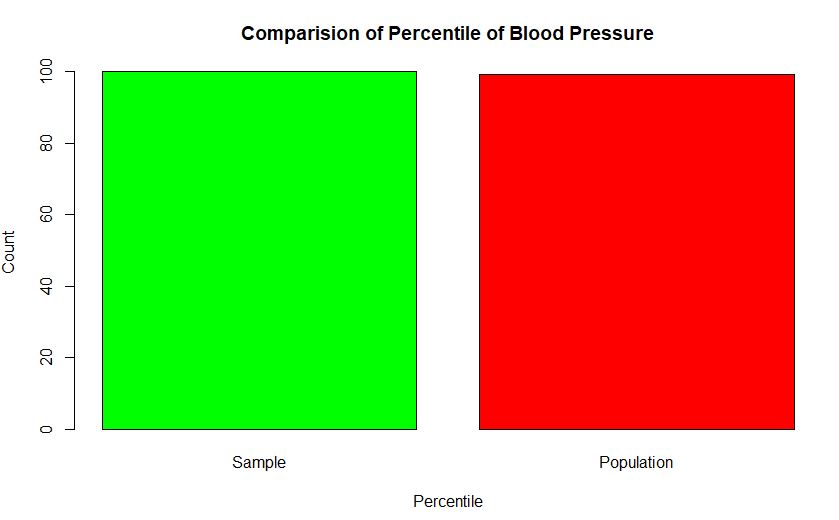 Comparision of Percentile of Blood Pressure
100
80
60
40
20
0
Count
Sample
Population
Percentile